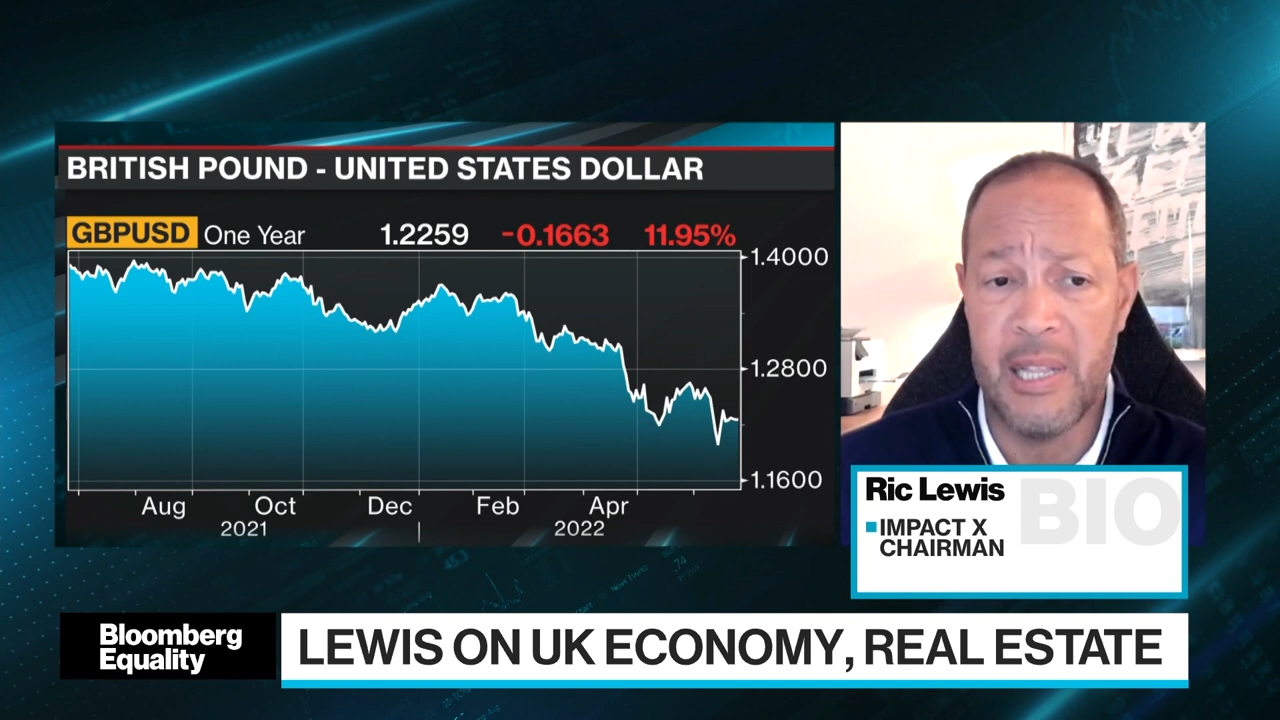 BRITISH POUND - UNITED STATES DOLLAR
GBPUSD One Year 1.2259 -0.1663 11.95%
1.4000
1.2800
1.1600
Aug Oct Dec Feb Apr
2021 2022
Ric Lewis
BIO
IMPACT X
CHAIRMAN
Bloomberg
Equality
LEWIS ON UK ECONOMY, REAL ESTATE